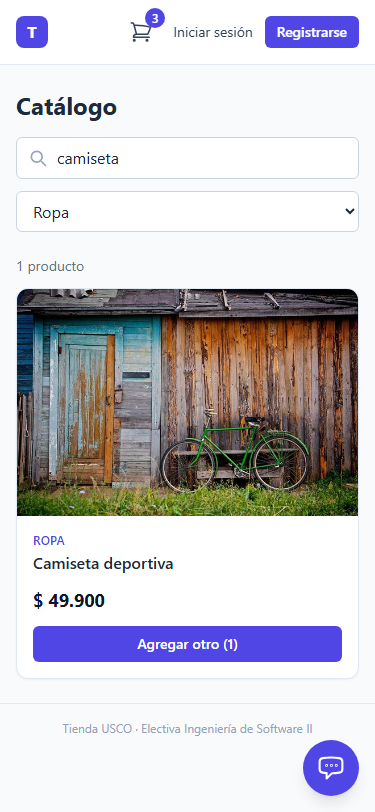 T
3
Iniciar sesión
Registrarse
Catálogo
camiseta
Ropa
1 producto
ROPA
Camiseta deportiva
$ 49.900
Agregar otro (1)
Tienda USCO · Electiva Ingeniería de Software II